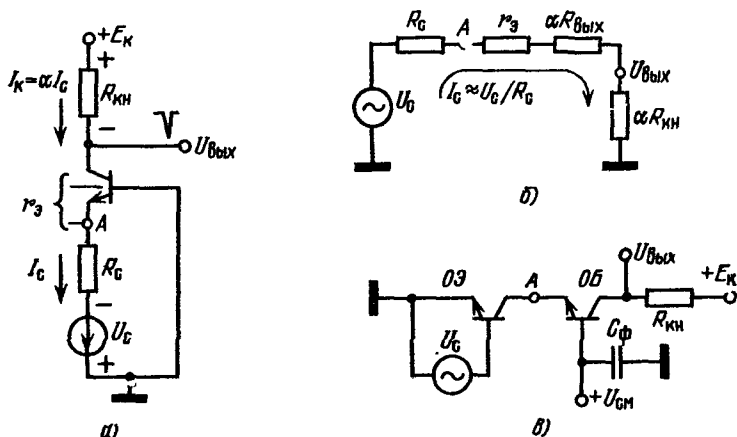 +Eк
+
Iк=αIс
Rкн
−
Uвых
rэ
A
Iс
Rс
−
Uс
+
а)
Rс
A
rэ
αRвых
Uвых
Iс≈Uс/Rс
Uс
αRкн
б)
Uвых
ОЭ
A
ОБ
+Eк
Uс
Rкн
Cф
+Uсм
в)